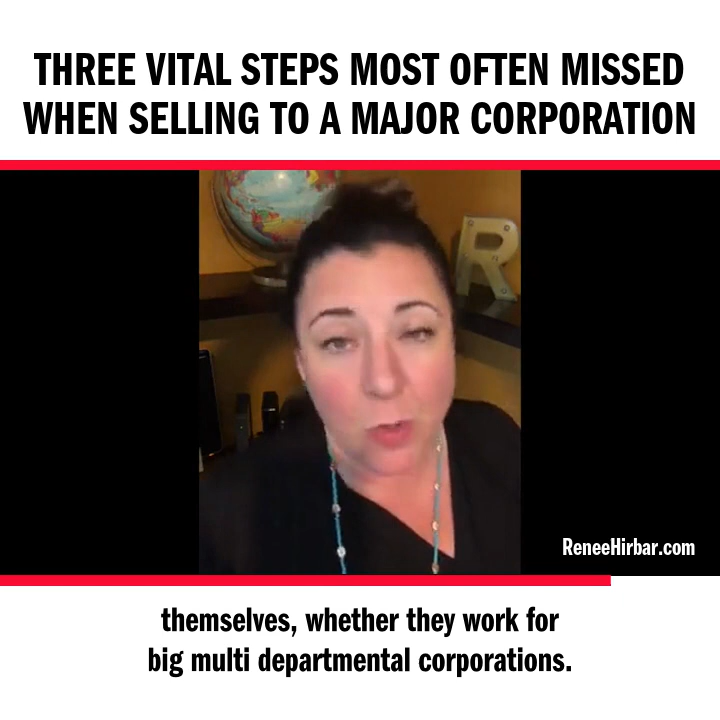 THREE VITAL STEPS MOST OFTEN MISSED
WHEN SELLING TO A MAJOR CORPORATION
R
ReneeHirbar.com
themselves, whether they work for
big multi departmental corporations.